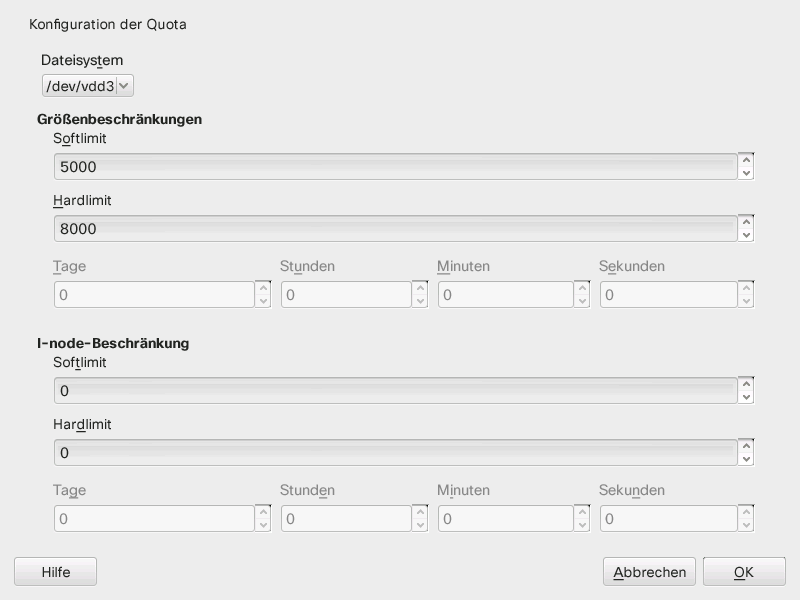 Konfiguration der Quota
Dateisystem
/dev/vdd3
Größenbeschränkungen
Softlimit
5000
Hardlimit
8000
Tage Stunden Minuten Sekunden
0 0 0 0
I-node-Beschränkung
Softlimit
0
Hardlimit
0
Tage Stunden Minuten Sekunden
0 0 0 0
Hilfe Abbrechen OK